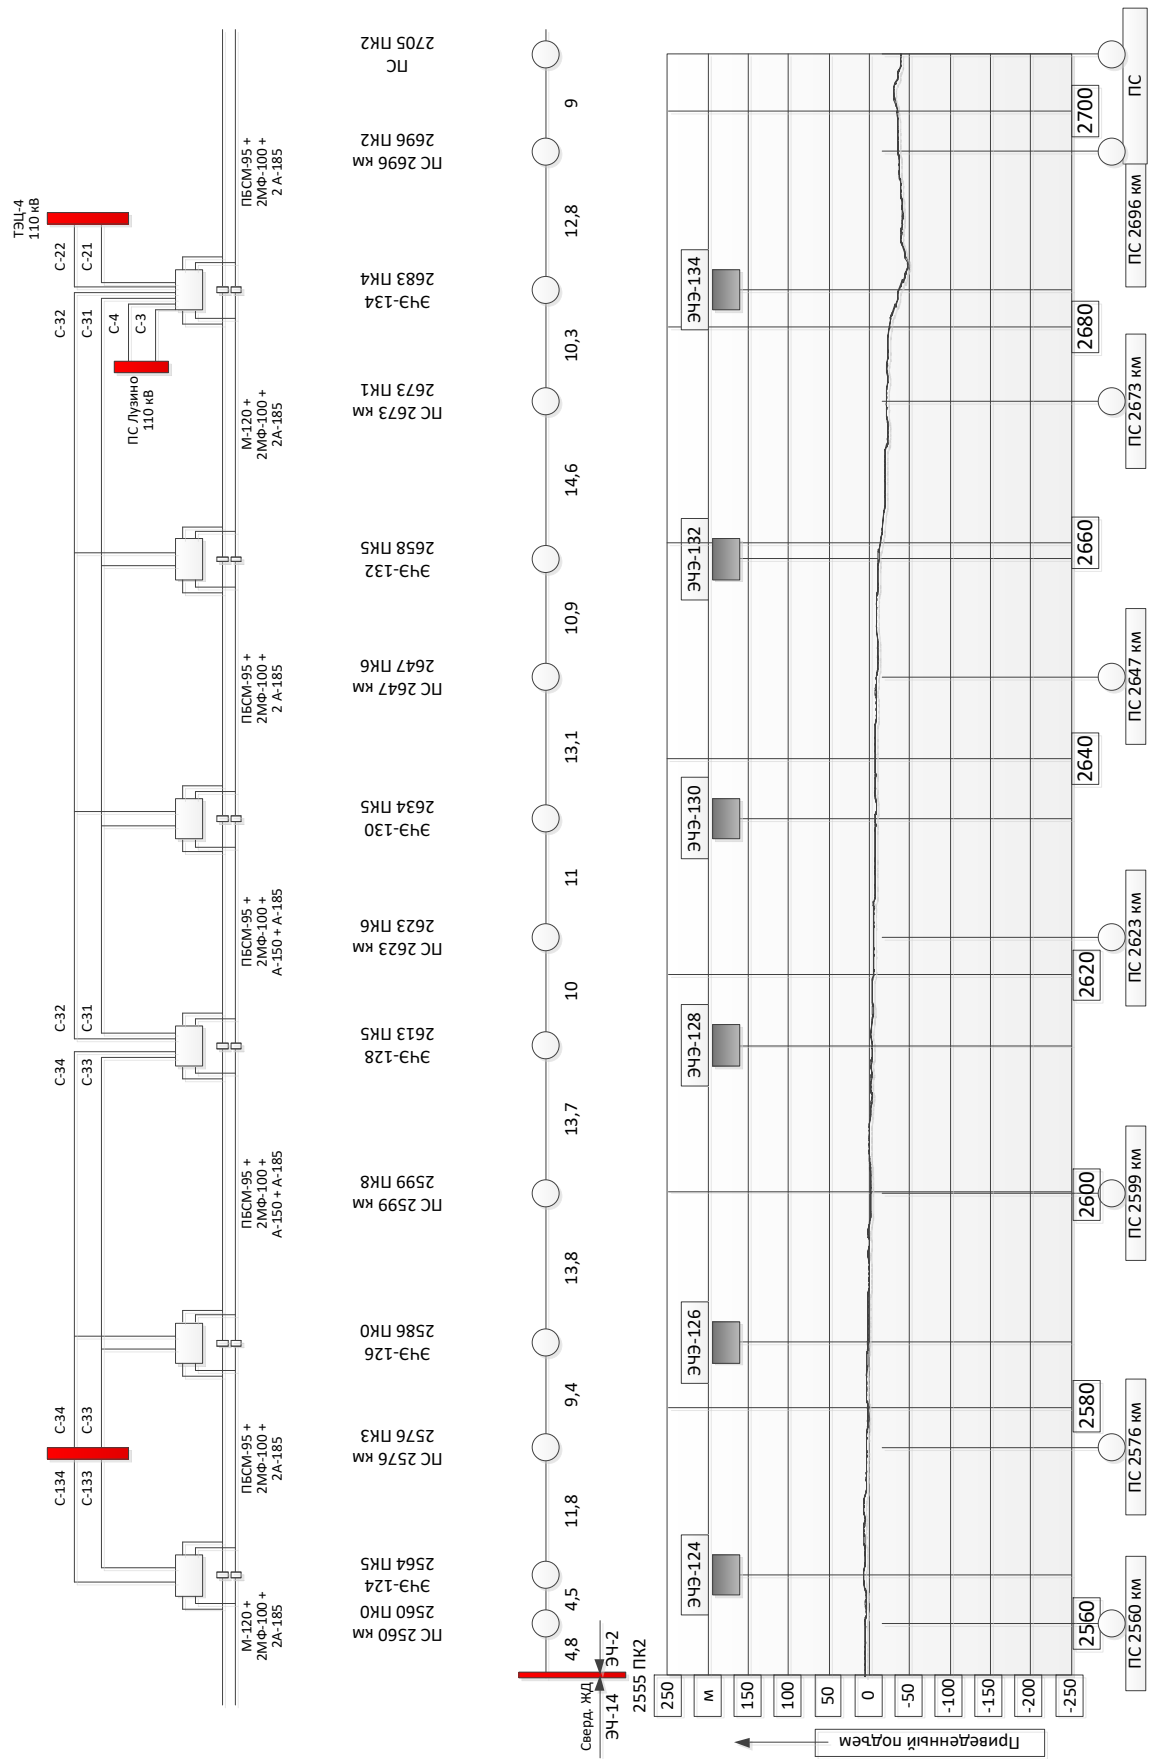 ТЭЦ-4
110 кВ
С-22
С-21
С-32
С-31
С-4
С-3
ПС Лузино
110 кВ
С-32
С-31
С-34
С-33
С-34
С-33
С-134
С-133
М-120 +
2МФ-100 +
2А-185
ПБСМ-95 +
2МФ-100 +
2А-185
ПБСМ-95 +
2МФ-100 +
А-150 + А-185
ПБСМ-95 +
2МФ-100 +
А-150 + А-185
ПБСМ-95 +
2МФ-100 +
2 А-185
М-120 +
2МФ-100 +
2А-185
ПБСМ-95 +
2МФ-100 +
2 А-185
ПС 2560 км
2560 ПК0
ЭЧЭ-124
2564 ПК5
ПС 2576 км
2576 ПК3
ЭЧЭ-126
2586 ПК0
ПС 2599 км
2599 ПК8
ЭЧЭ-128
2613 ПК5
ПС 2623 км
2623 ПК6
ЭЧЭ-130
2634 ПК5
ПС 2647 км
2647 ПК6
ЭЧЭ-132
2658 ПК5
ПС 2673 км
2673 ПК1
ЭЧЭ-134
2683 ПК4
ПС 2696 км
2696 ПК2
ПС
2705 ПК2
4,8
4,5
11,8
9,4
13,8
13,7
10
11
13,1
10,9
14,6
10,3
12,8
9
Сверд. ЖД
ЭЧ-14
ЭЧ-2
2555 ПК2
ЭЧЭ-124
ЭЧЭ-126
ЭЧЭ-128
ЭЧЭ-130
ЭЧЭ-132
ЭЧЭ-134
250
м
150
100
50
0
-50
-100
-150
-200
-250
Приведенный подъем
2560
2580
2600
2620
2640
2660
2680
2700
ПС 2560 км
ПС 2576 км
ПС 2599 км
ПС 2623 км
ПС 2647 км
ПС 2673 км
ПС 2696 км
ПС